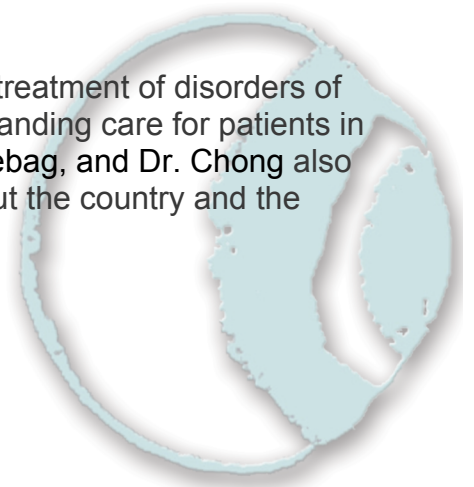 treatment of disorders of
anding care for patients in
ebag, and Dr. Chong also
ut the country and the